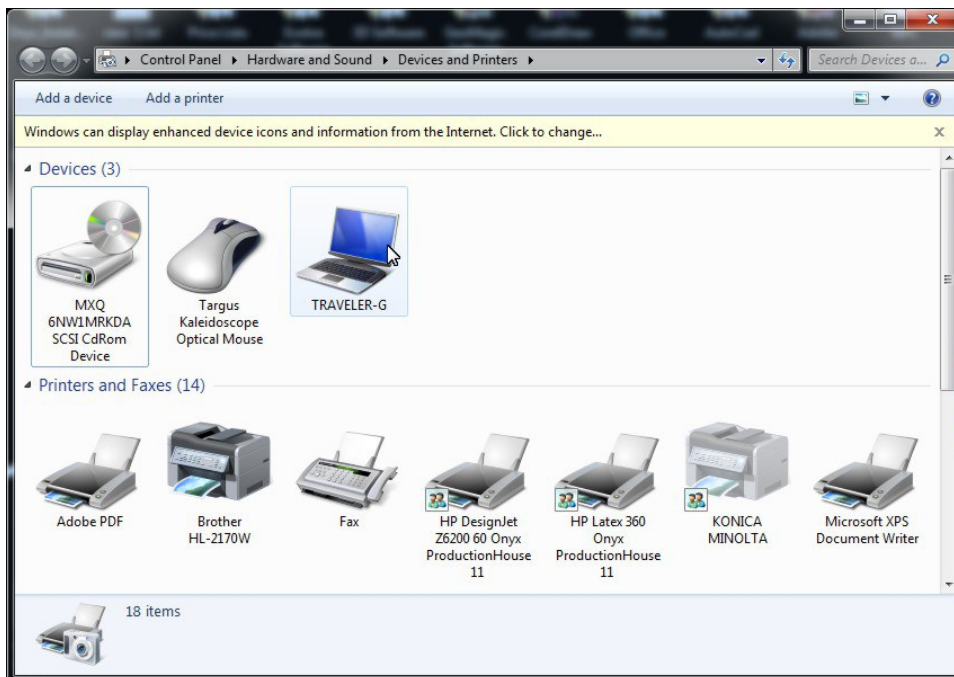 Control Panel ▸ Hardware and Sound ▸ Devices and Printers ▸
Search Devices a...
Add a device Add a printer
Windows can display enhanced device icons and information from the Internet. Click to change...
Devices (3)
MXQ
6NW1MRKDA
SCSI CdRom
Device
Targus
Kaleidoscope
Optical Mouse
TRAVELER-G
Printers and Faxes (14)
Adobe PDF
Brother
HL-2170W
Fax
HP DesignJet
Z6200 60 Onyx
ProductionHouse
11
HP Latex 360
Onyx
ProductionHouse
11
KONICA
MINOLTA
Microsoft XPS
Document Writer
18 items